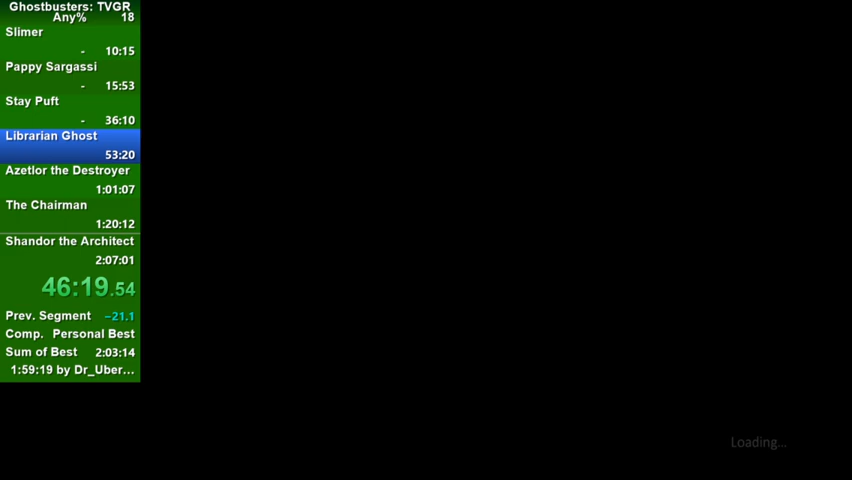 Ghostbusters: TVGR
Any% 18
Slimer
- 10:15
Pappy Sargassi
- 15:53
Stay Puft
- 36:10
Librarian Ghost
53:20
Azetlor the Destroyer
1:01:07
The Chairman
1:20:12
Shandor the Architect
2:07:01
46:19.54
Prev. Segment −21.1
Comp. Personal Best
Sum of Best 2:03:14
1:59:19 by Dr_Uber...
Loading...